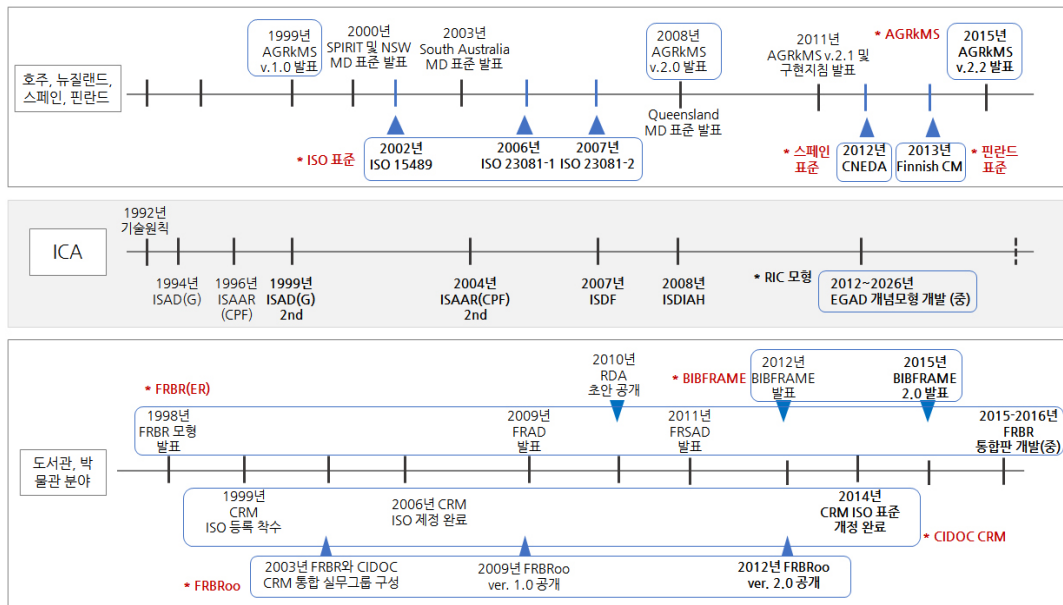 호주, 뉴질랜드,
스페인, 핀란드
1999년
AGRkMS
v.1.0 발표
2000년
SPIRIT 및 NSW
MD 표준 발표
2003년
South Australia
MD 표준 발표
2008년
AGRkMS
v.2.0 발표
Queensland
MD 표준 발표
2011년
AGRkMS v.2.1 및
구현지침 발표
* AGRkMS
2015년
AGRkMS
v.2.2 발표
* ISO 표준
2002년
ISO 15489
2006년
ISO 23081-1
2007년
ISO 23081-2
* 스페인
표준
2012년
CNEDA
2013년
Finnish CM
* 핀란드
표준
ICA
1992년
기술원칙
1994년
ISAD(G)
1996년
ISAAR
(CPF)
1999년
ISAD(G)
2nd
2004년
ISAAR(CPF)
2nd
2007년
ISDF
2008년
ISDIAH
* RIC 모형
2012~2026년
EGAD 개념모형 개발 (중)
도서관, 박
물관 분야
* FRBR(ER)
1998년
FRBR 모형
발표
2009년
FRAD
발표
2010년
RDA
초안 공개
2011년
FRSAD
발표
* BIBFRAME
2012년
BIBFRAME
발표
2015년
BIBFRAME
2.0 발표
2015-2016년
FRBR
통합판 개발(중)
1999년
CRM
ISO 등록 착수
2006년 CRM
ISO 제정 완료
2014년
CRM ISO 표준
개정 완료
* CIDOC CRM
* FRBRoo
2003년 FRBR와 CIDOC
CRM 통합 실무그룹 구성
2009년 FRBRoo
ver. 1.0 공개
2012년 FRBRoo
ver. 2.0 공개